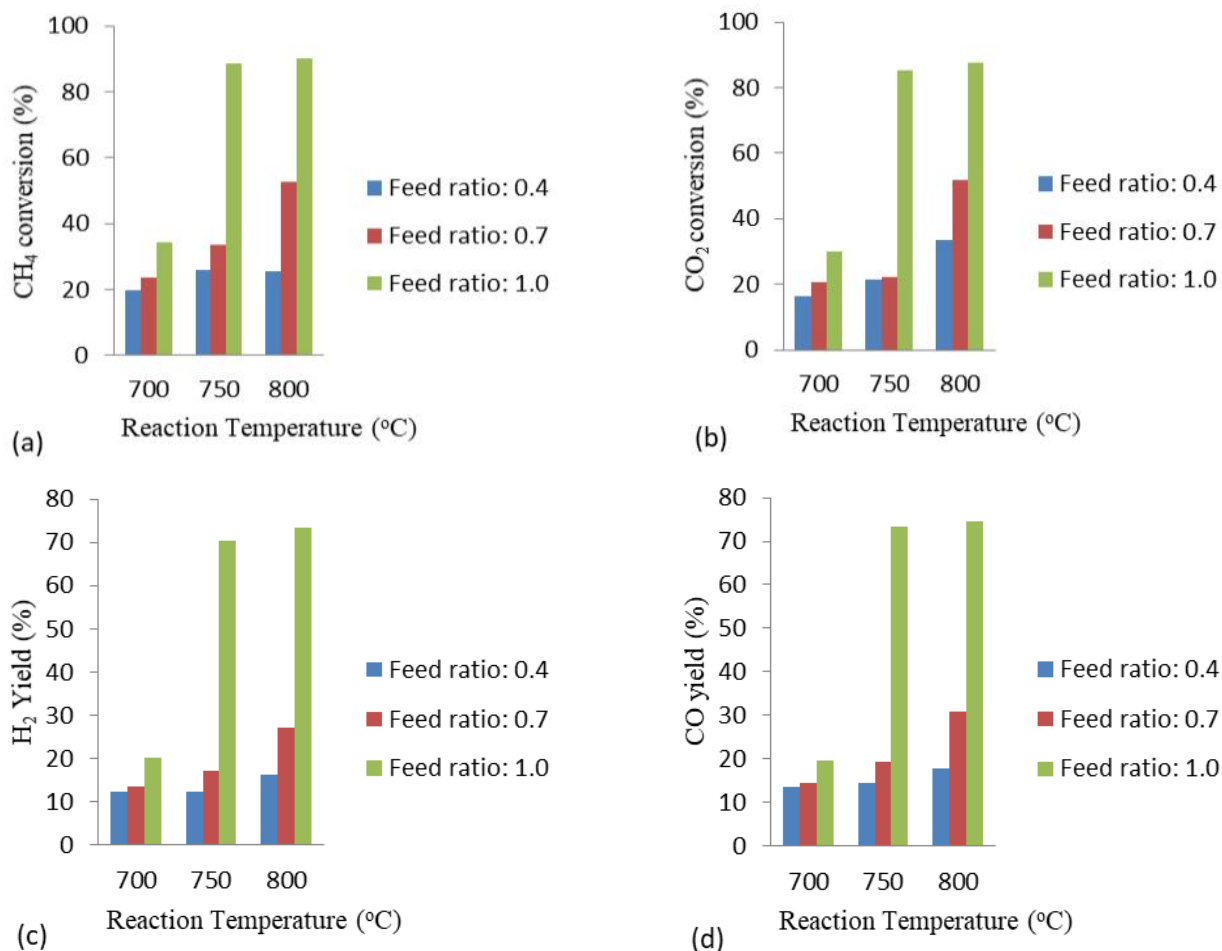 CH₄ conversion (%)
100
80
60
40
20
0
700 750 800
Reaction Temperature (ᵒC)
Feed ratio: 0.4
Feed ratio: 0.7
Feed ratio: 1.0
(a)
CO₂ conversion (%)
100
80
60
40
20
0
700 750 800
Reaction Temperature (ᵒC)
Feed ratio: 0.4
Feed ratio: 0.7
Feed ratio: 1.0
(b)
H₂ Yield (%)
80
70
60
50
40
30
20
10
0
700 750 800
Reaction Temperature (ᵒC)
Feed ratio: 0.4
Feed ratio: 0.7
Feed ratio: 1.0
(c)
CO yield (%)
80
70
60
50
40
30
20
10
0
700 750 800
Reaction Temperature (ᵒC)
Feed ratio: 0.4
Feed ratio: 0.7
Feed ratio: 1.0
(d)